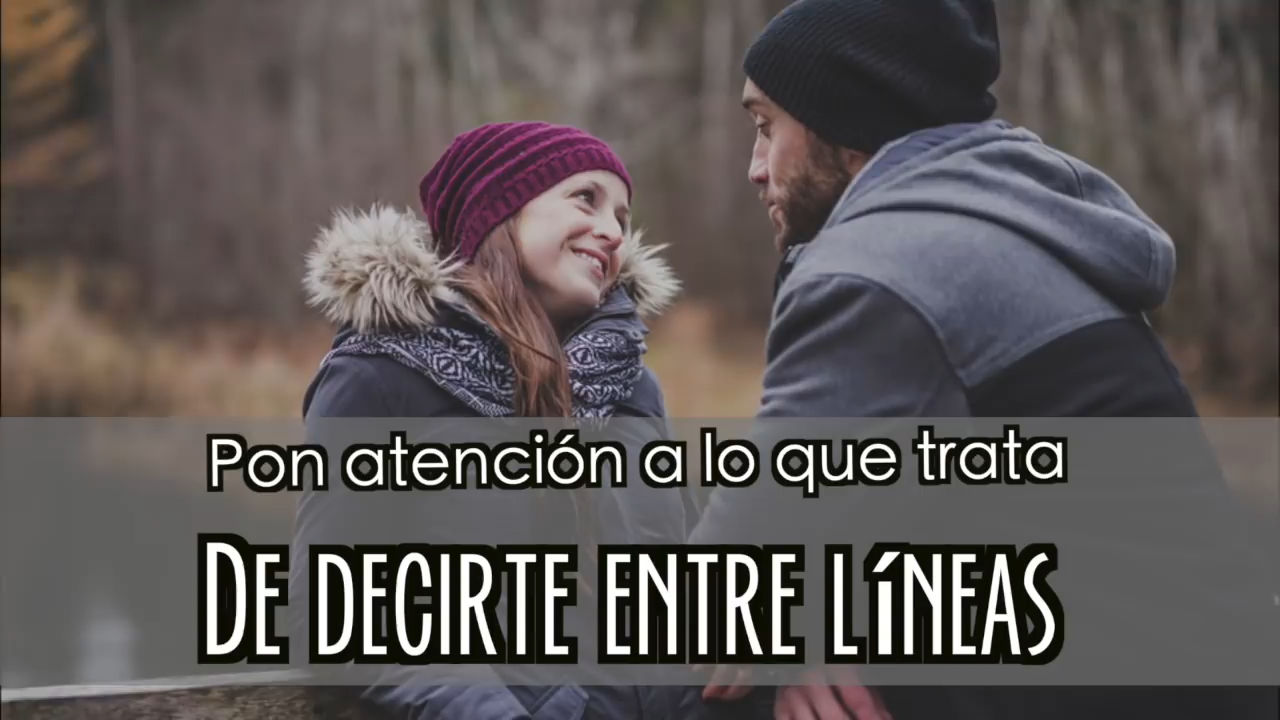 Pon atención a lo que trata
DE DECIRTE ENTRE LÍNEAS